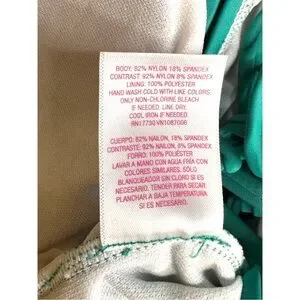 BODY: 82% NYLON 18% SPANDEX
CONTRAST 92% NYLON 8% SPANDEX
LINING: 100% POLYESTER
HAND WASH COLD WITH LIKE COLORS.
ONLY NON-CHLORINE BLEACH
IF NEEDED. LINE DRY.
COOL IRON IF NEEDED
RN17730 VN1087006
CUERPO: 82% NAILON, 18% SPANDEX
CONTRASTE: 92% NAILON, 8% SPANDEX
FORRO: 100% POLIÉSTER
LAVAR A MANO CON AGUA FRÍA CON
COLORES SIMILARES. SÓLO
BLANQUEADOR SIN CLORO SI ES
NECESARIO. TENDER PARA SECAR.
PLANCHAR A BAJA TEMPERATURA
SI ES NECESARIO.